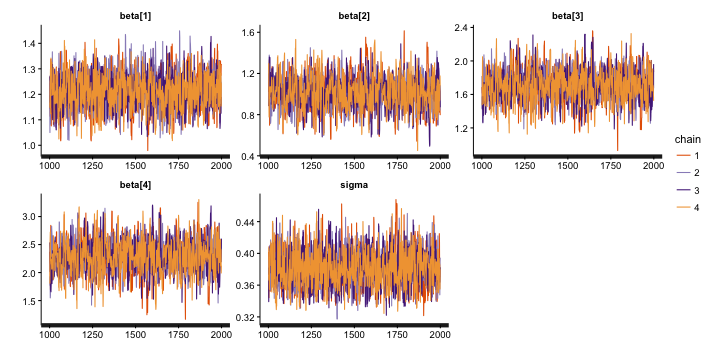 beta[1] beta[2] beta[3]
1.4 1.3 1.2 1.1 1.0
1000 1250 1500 1750 2000
1.6 1.2 0.8 0.4
1000 1250 1500 1750 2000
2.4 2.0 1.6 1.2
1000 1250 1500 1750 2000
beta[4] sigma
3.0 2.5 2.0 1.5
1000 1250 1500 1750 2000
0.44 0.40 0.36 0.32
1000 1250 1500 1750 2000
chain
1
2
3
4